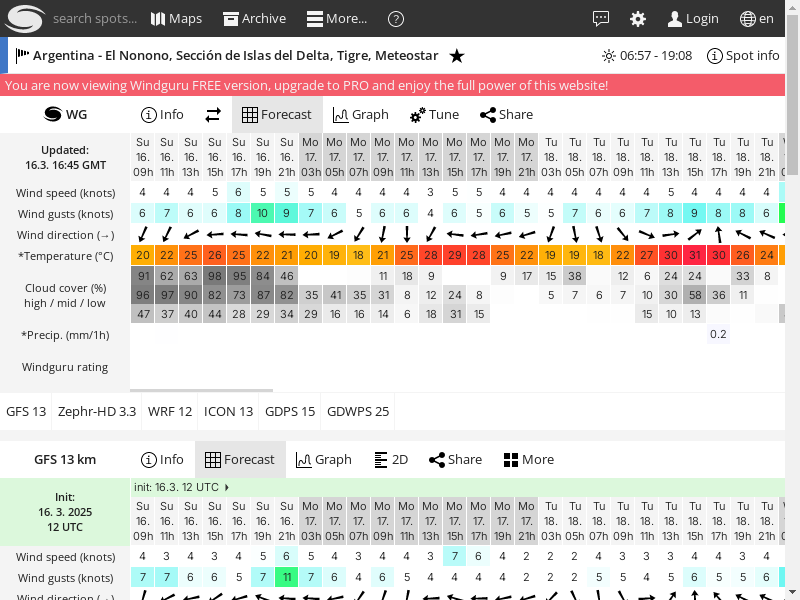 search spots... Maps Archive More... ? Login en
Argentina - El Nonono, Sección de Islas del Delta, Tigre, Meteostar ★ 06:57 - 19:08 Spot info
You are now viewing Windguru FREE version, upgrade to PRO and enjoy the full power of this website!
WG Info Forecast Graph Tune Share
Updated:
16.3. 16:45 GMT
Su Su Su Su Su Su Su Mo Mo Mo Mo Mo Mo Mo Mo Mo Mo Tu Tu Tu Tu Tu Tu Tu Tu Tu Tu
16. 16. 16. 16. 16. 16. 16. 17. 17. 17. 17. 17. 17. 17. 17. 17. 17. 18. 18. 18. 18. 18. 18. 18. 18. 18. 18.
09h 11h 13h 15h 17h 19h 21h 03h 05h 07h 09h 11h 13h 15h 17h 19h 21h 03h 05h 07h 09h 11h 13h 15h 17h 19h 21h
Wind speed (knots) 4 4 4 5 6 5 5 5 4 4 4 4 3 5 5 4 4 4 4 4 4 4 5 4 4 4 4
Wind gusts (knots) 6 7 6 6 8 10 9 7 6 5 6 6 4 6 5 6 5 5 7 6 6 7 8 9 8 8 6
Wind direction (→)
*Temperature (°C) 20 22 25 26 25 22 21 20 19 18 21 25 28 29 28 25 22 19 19 18 22 27 30 31 30 26 24
Cloud cover (%)
high / mid / low
91 62 63 98 95 84 46 11 18 9 9 17 15 38 12 6 24 24 33 8
96 97 90 82 73 87 82 35 41 35 31 8 12 24 8 5 7 6 7 10 30 58 36 11
47 37 40 44 28 29 34 29 16 16 14 6 18 31 15 15 10 13
*Precip. (mm/1h) 0.2
Windguru rating
GFS 13 Zephr-HD 3.3 WRF 12 ICON 13 GDPS 15 GDWPS 25
GFS 13 km Info Forecast Graph 2D Share More
init: 16.3. 12 UTC
Init:
16. 3. 2025
12 UTC
Su Su Su Su Su Su Su Mo Mo Mo Mo Mo Mo Mo Mo Mo Mo Tu Tu Tu Tu Tu Tu Tu Tu Tu Tu
16. 16. 16. 16. 16. 16. 16. 17. 17. 17. 17. 17. 17. 17. 17. 17. 17. 18. 18. 18. 18. 18. 18. 18. 18. 18. 18.
09h 11h 13h 15h 17h 19h 21h 03h 05h 07h 09h 11h 13h 15h 17h 19h 21h 03h 05h 07h 09h 11h 13h 15h 17h 19h 21h
Wind speed (knots) 4 3 4 3 4 5 6 5 4 3 4 4 3 7 6 4 2 2 2 4 3 3 3 4 4 3 4
Wind gusts (knots) 7 7 6 6 5 7 11 7 6 4 6 5 4 4 4 4 2 2 2 5 5 4 5 6 5 5 6
Wind direction (→)